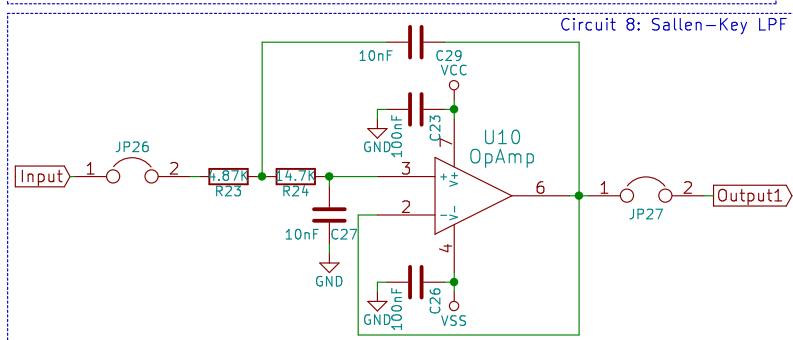 Circuit 8: Sallen-Key LPF
10nF
C29
VCC
100nF
C23
GND
7
U10
OpAmp
JP26
Input
1
2
4.87K
R23
14.7K
R24
3
+
V+
2
-
V-
6
1
2
JP27
Output1
10nF
C27
GND
4
100nF
C26
GND
VSS